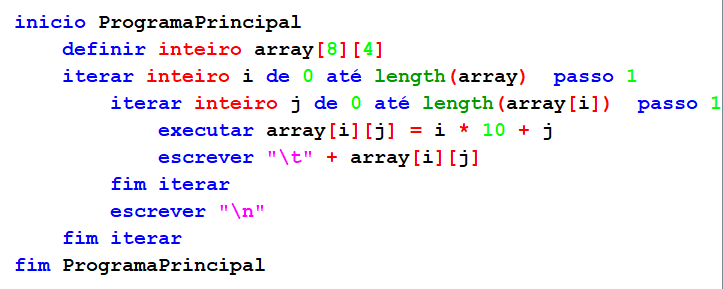 inicio ProgramaPrincipal
    definir inteiro array[8][4]
    iterar inteiro i de 0 até length(array)  passo 1
        iterar inteiro j de 0 até length(array[i])  passo 1
            executar array[i][j] = i * 10 + j
            escrever "\t" + array[i][j]
        fim iterar
        escrever "\n"
    fim iterar
fim ProgramaPrincipal